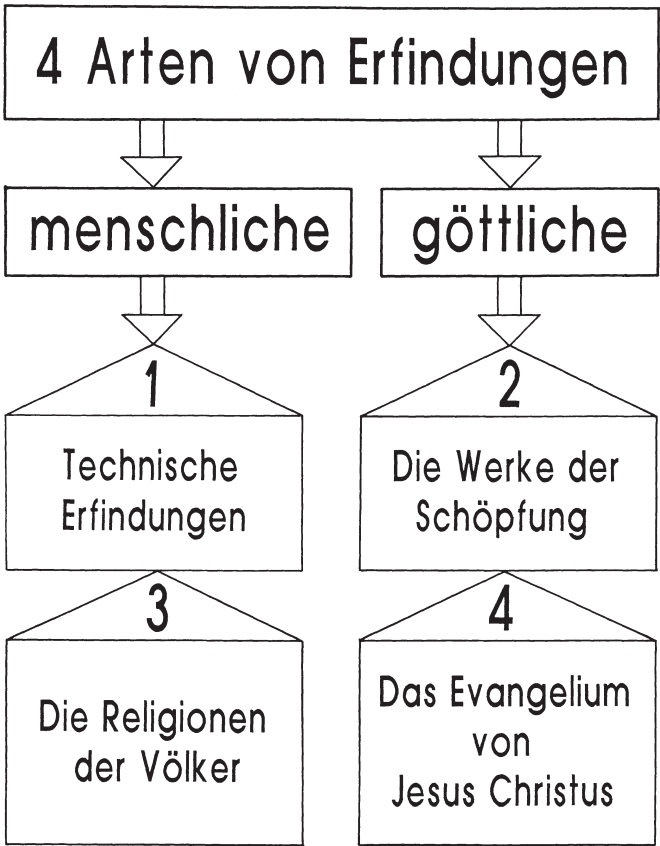 4 Arten von Erfindungen
menschliche
göttliche
1
Technische
Erfindungen
2
Die Werke der
Schöpfung
3
Die Religionen
der Völker
4
Das Evangelium
von
Jesus Christus